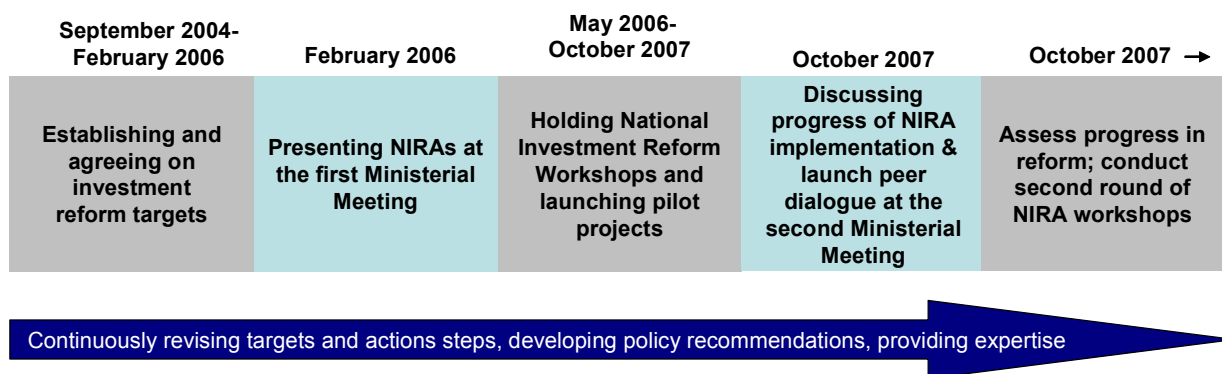 September 2004-
February 2006
February 2006
May 2006-
October 2007
October 2007
October 2007 →
Establishing and
agreeing on
investment
reform targets
Presenting NIRAs at
the first Ministerial
Meeting
Holding National
Investment Reform
Workshops and
launching pilot
projects
Discussing
progress of NIRA
implementation &
launch peer
dialogue at the
second Ministerial
Meeting
Assess progress in
reform; conduct
second round of
NIRA workshops
Continuously revising targets and actions steps, developing policy recommendations, providing expertise